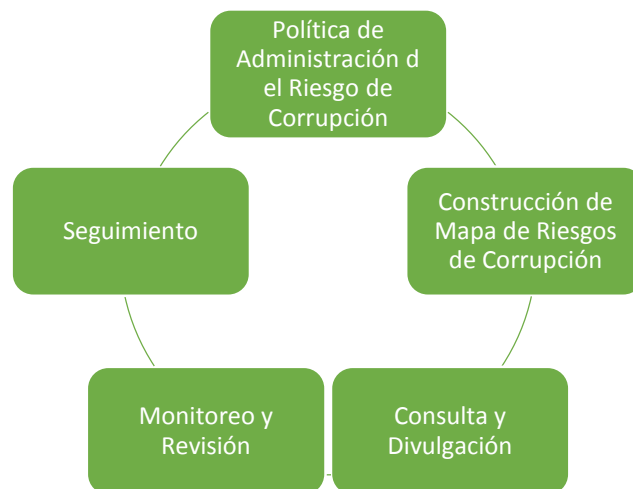 Política de
Administración d
el Riesgo de
Corrupción
Construcción de
Mapa de Riesgos
de Corrupción
Consulta y
Divulgación
Monitoreo y
Revisión
Seguimiento